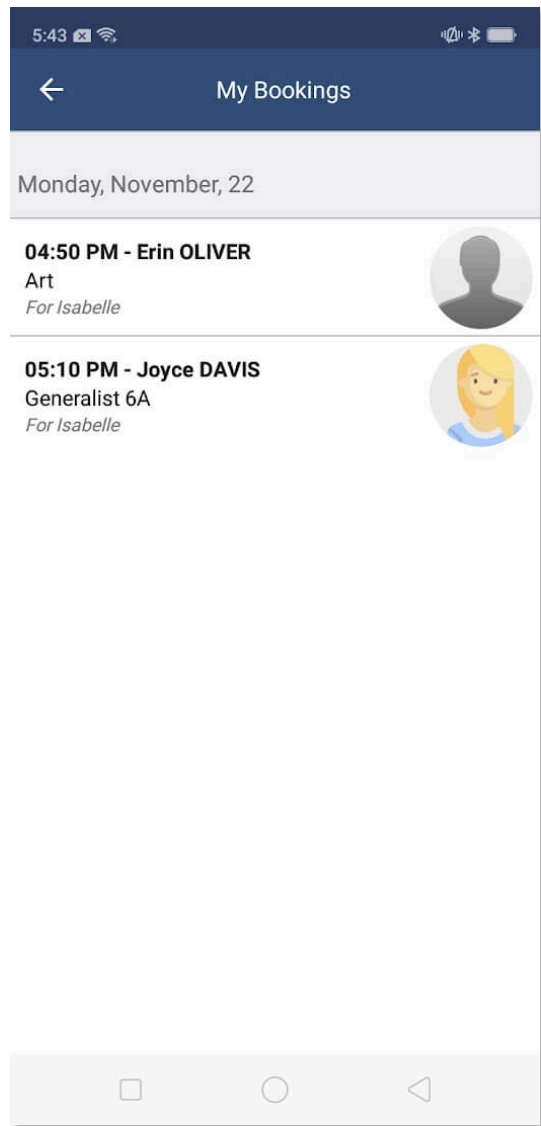 5:43
My Bookings
Monday, November, 22
04:50 PM - Erin OLIVER
Art
For Isabelle
05:10 PM - Joyce DAVIS
Generalist 6A
For Isabelle